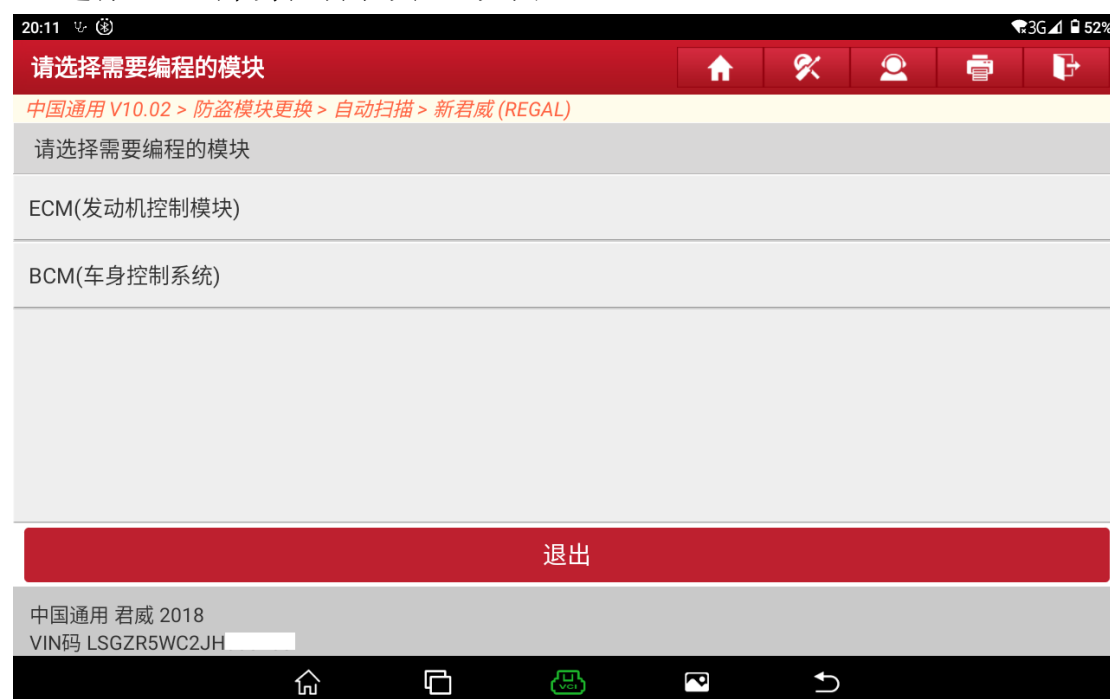 20:11 3G 52%
请选择需要编程的模块
中国通用 V10.02 > 防盗模块更换 > 自动扫描 > 新君威 (REGAL)
请选择需要编程的模块
ECM(发动机控制模块)
BCM(车身控制系统)
退出
中国通用 君威 2018
VIN码 LSGZR5WC2JH
VCI